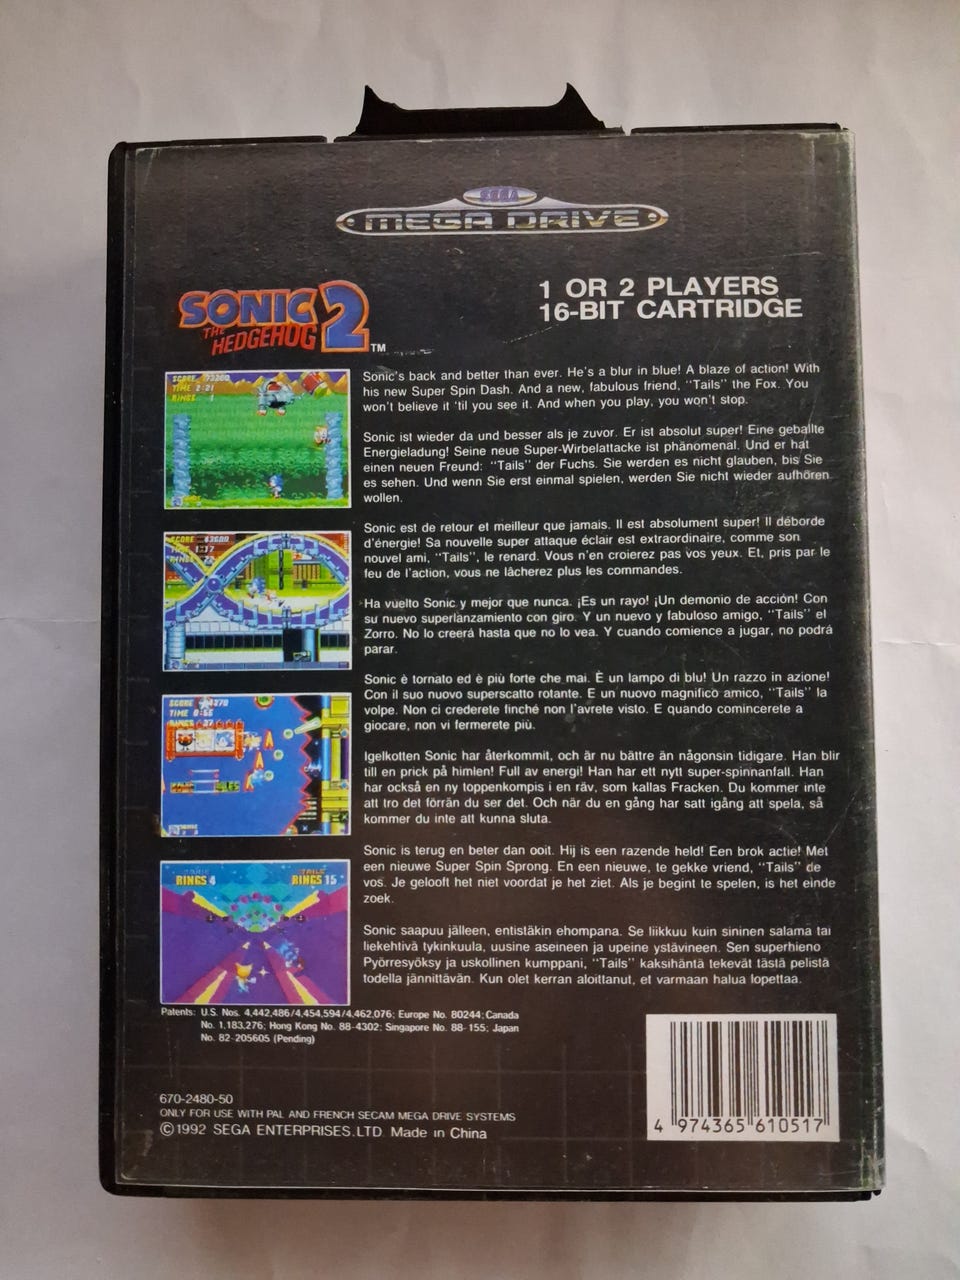 SEGA
MEGA DRIVE
SONIC
THE
HEDGEHOG
2
TM
1 OR 2 PLAYERS
16-BIT CARTRIDGE
Sonic's back and better than ever. He's a blur in blue! A blaze of action! With
his new Super Spin Dash. And a new, fabulous friend, "Tails" the Fox. You
won't believe it 'til you see it. And when you play, you won't stop.
Sonic ist wieder da und besser als je zuvor. Er ist absolut super! Eine geballte
Energieladung! Seine neue Super-Wirbelattacke ist phänomenal. Und er hat
einen neuen Freund: "Tails" der Fuchs. Sie werden es nicht glauben, bis Sie
es sehen. Und wenn Sie erst einmal spielen, werden Sie nicht wieder aufhören
wollen.
Sonic est de retour et meilleur que jamais. Il est absolument super! Il déborde
d'énergie! Sa nouvelle super attaque éclair est extraordinaire, comme son
nouvel ami, "Tails", le renard. Vous n'en croierez pas vos yeux. Et, pris par le
feu de l'action, vous ne lâcherez plus les commandes.
Ha vuelto Sonic y mejor que nunca. ¡Es un rayo! ¡Un demonio de acción! Con
su nuevo superlanzamiento con giro. Y un nuevo y fabuloso amigo, "Tails" el
Zorro. No lo creerá hasta que no lo vea. Y cuando comience a jugar, no podrá
parar.
Sonic è tornato ed è più forte che mai. È un lampo di blu! Un razzo in azione!
Con il suo nuovo superscatto rotante. E un nuovo magnifico amico, "Tails" la
volpe. Non ci crederete finché non l'avrete visto. E quando comincerete a
giocare, non vi fermerete più.
Igelkotten Sonic har återkommit, och är nu bättre än någonsin tidigare. Han blir
till en prick på himlen! Full av energi! Han har ett nytt super-spinnanfall. Han
har också en ny toppenkompis i en räv, som kallas Fracken. Du kommer inte
att tro det förrän du ser det. Och när du en gång har satt igång att spela, så
kommer du inte att kunna sluta.
Sonic is terug en beter dan ooit. Hij is een razende held! Een brok actie! Met
een nieuwe Super Spin Sprong. En een nieuwe, te gekke vriend, "Tails" de
vos. Je gelooft het niet voordat je het ziet. Als je begint te spelen, is het einde
zoek.
Sonic saapuu jälleen, entistäkin ehompana. Se liikkuu kuin sininen salama tai
liekehtivä tykinkuula, uusine aseineen ja upeine ystävineen. Sen superhieno
Pyörresyöksy ja uskollinen kumppani, "Tails" kaksihäntä tekevät tästä pelistä
todella jännittävän. Kun olet kerran aloittanut, et varmaan halua lopettaa.
SCORE
TIME 2:21
RINGS 1
SCORE 43600
TIME 1:37
RINGS
SCORE
TIME 0:56
RINGS 37
SONIC
RINGS 4
TAILS
RINGS 15
Patents: U.S. Nos. 4,442,486/4,454,594/4,462,076; Europe No. 80244; Canada
No. 1,183,276; Hong Kong No. 88-4302; Singapore No. 88-155; Japan
No. 82-205605 (Pending)
670-2480-50
ONLY FOR USE WITH PAL AND FRENCH SECAM MEGA DRIVE SYSTEMS
©1992 SEGA ENTERPRISES.LTD. Made in China
4 974365 610517